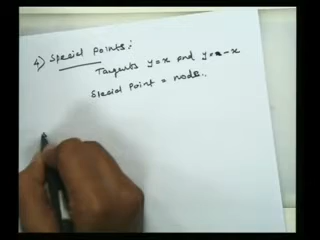 4) Special Points:
Tangents y=x and y=-x
Special Point = node.